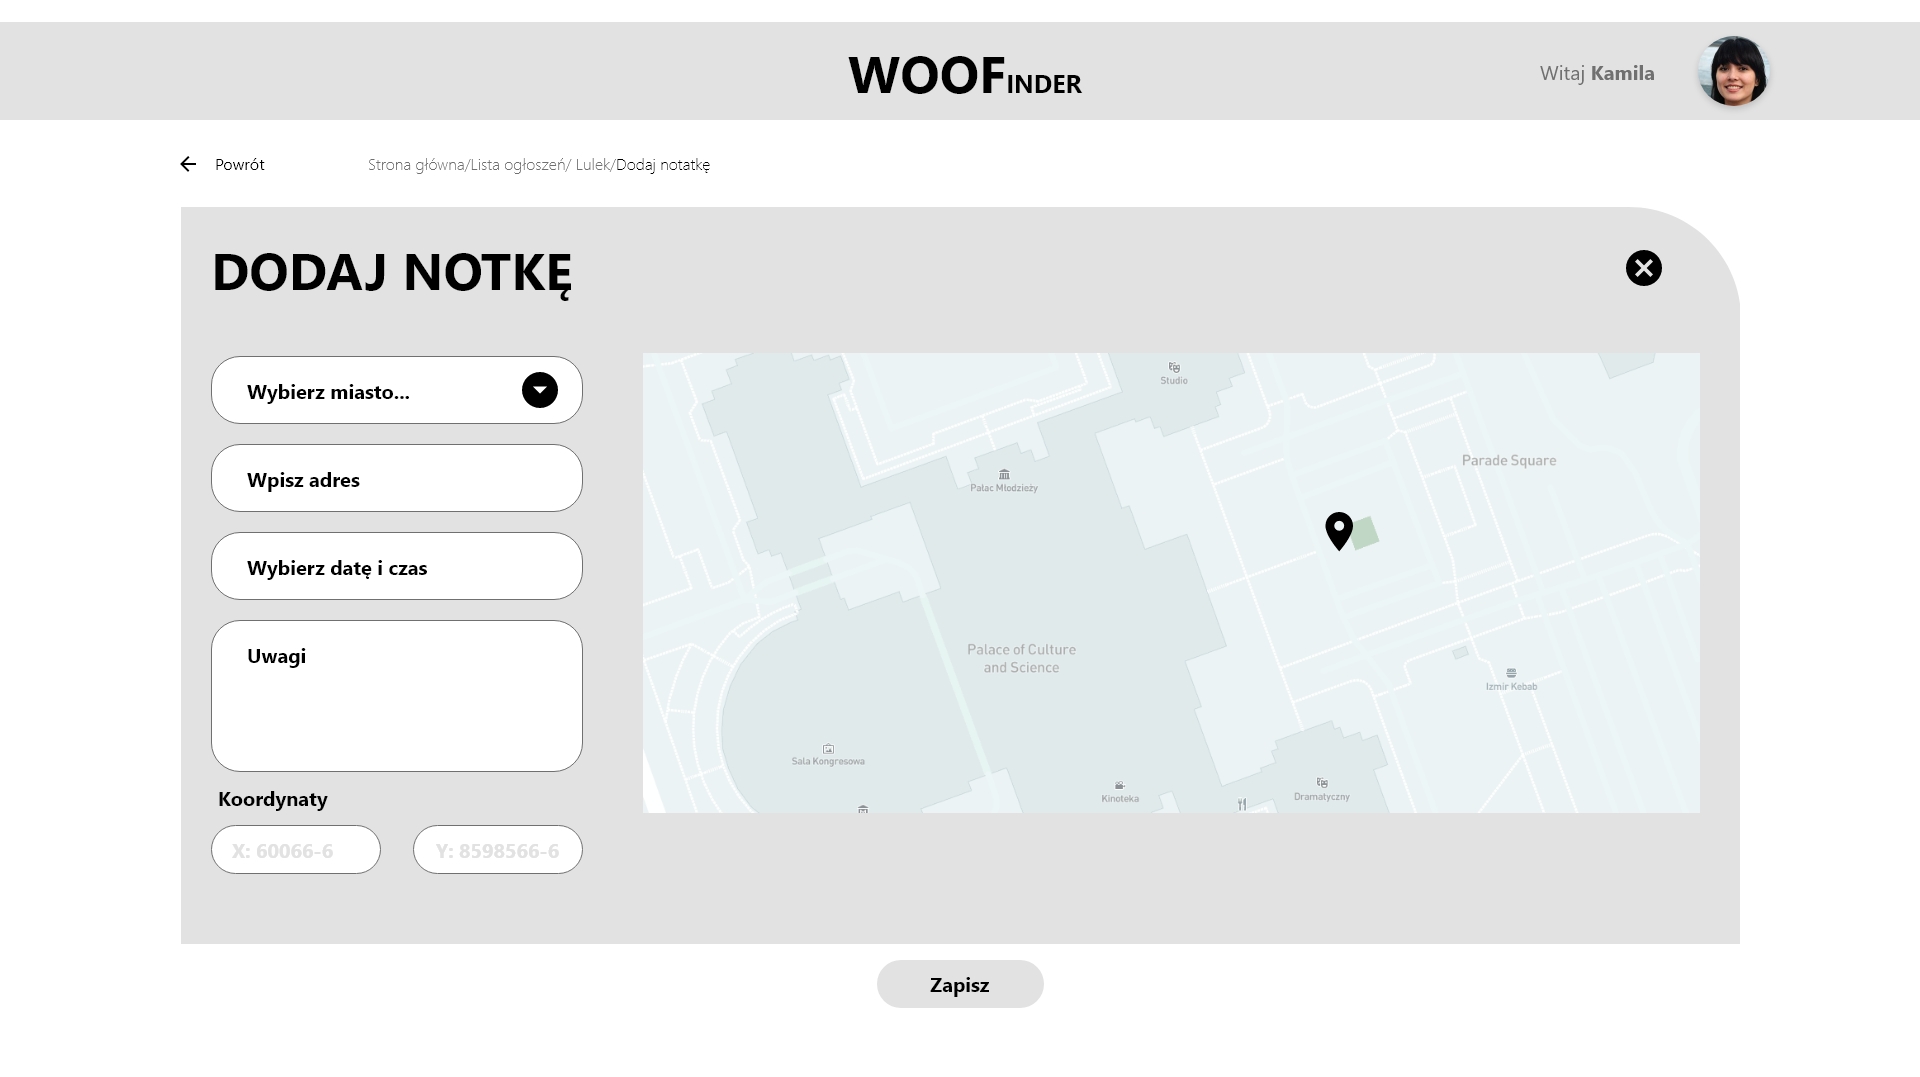 WOOFINDER
Witaj Kamila
Powrót
Strona główna/Lista ogłoszeń/ Lulek/Dodaj notatkę
DODAJ NOTKĘ
Wybierz miasto...
Wpisz adres
Wybierz datę i czas
Uwagi
Koordynaty
X: 60066-6
Y: 8598566-6
Studio
Parade Square
Pałac Młodzieży
Palace of Culture
and Science
Izmir Kebab
Sala Kongresowa
Kinoteka
Dramatyczny
Zapisz